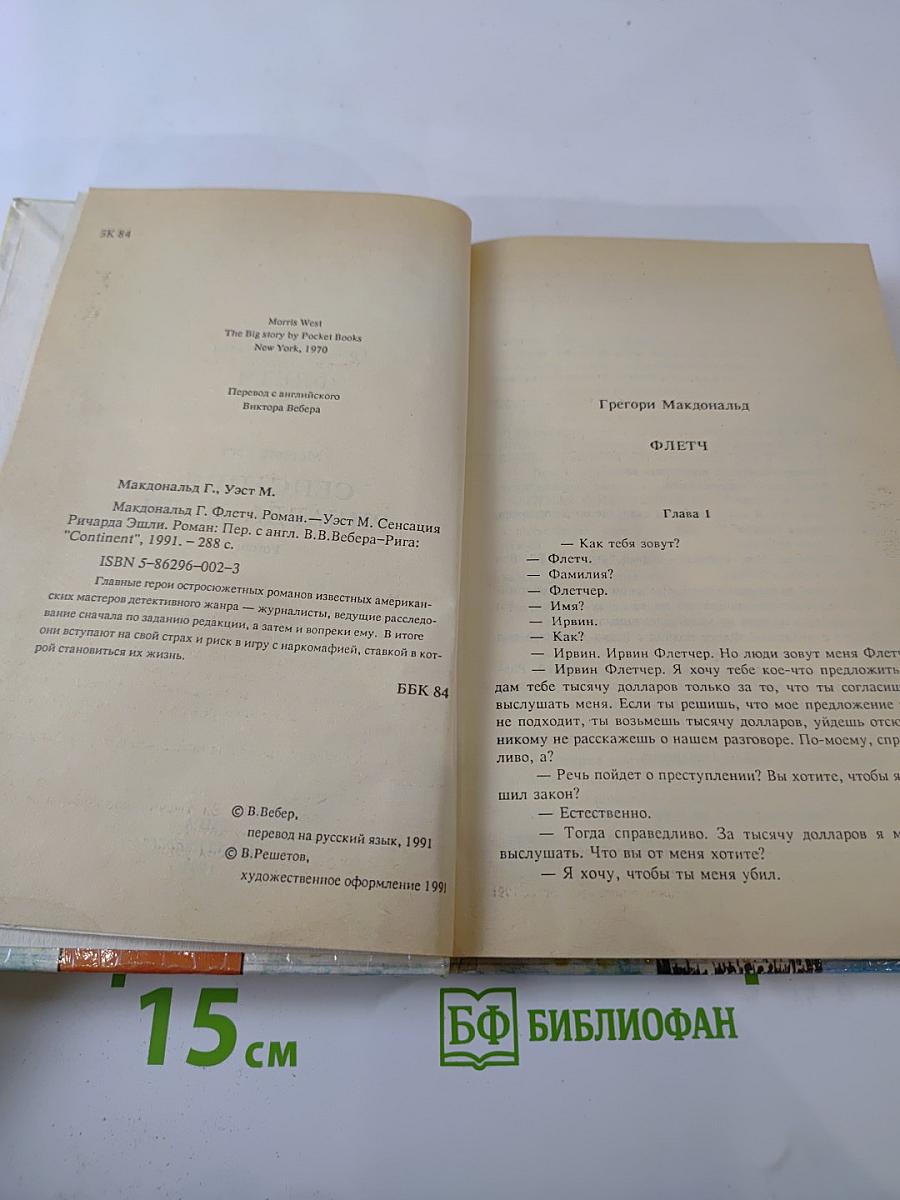 БК 84
Morris West
The Big story by Pocket Books
New York, 1970
Перевод с английского
Виктора Вебера
Макдональд Г., Уэст М.
Макдональд Г. Флетч. Роман.—Уэст М. Сенсация
Ричарда Эшли. Роман: Пер. с англ. В.В.Вебера–Рига:
"Continent", 1991. – 288 с.
ISBN 5–86296–002–3
Главные герои остросюжетных романов известных американ-
ских мастеров детективного жанра — журналисты, ведущие расследо-
вание сначала по заданию редакции, а затем и вопреки ему. В итоге
они вступают на свой страх и риск в игру с наркомафией, ставкой в кот-
рой становиться их жизнь.
ББК 84
© В.Вебер,
перевод на русский язык, 1991
© В.Решетов,
художественное оформление 1991
Грегори Макдональд
ФЛЕТЧ
Глава 1
— Как тебя зовут?
— Флетч.
— Фамилия?
— Флетчер.
— Имя?
— Ирвин.
— Как?
— Ирвин. Ирвин Флетчер. Но люди зовут меня Флетч
— Ирвин Флетчер. Я хочу тебе кое-что предложить
дам тебе тысячу долларов только за то, что ты согласиш
выслушать меня. Если ты решишь, что мое предложение
не подходит, ты возьмешь тысячу долларов, уйдешь отсю
никому не расскажешь о нашем разговоре. По-моему, спр
ливо, а?
— Речь пойдет о преступлении? Вы хотите, чтобы я
шил закон?
— Естественно.
— Тогда справедливо. За тысячу долларов я м
выслушать. Что вы от меня хотите?
— Я хочу, чтобы ты меня убил.
15 см
БФ БИБЛИОФАН